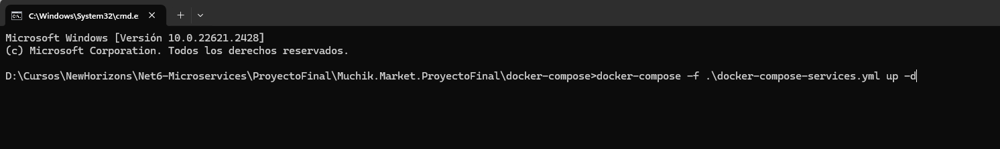 C:\Windows\System32\cmd.e
Microsoft Windows [Versión 10.0.22621.2428]
(c) Microsoft Corporation. Todos los derechos reservados.
D:\Cursos\NewHorizons\Net6-Microservices\ProyectoFinal\Muchik.Market.ProyectoFinal\docker-compose>docker-compose -f .\docker-compose-services.yml up -d